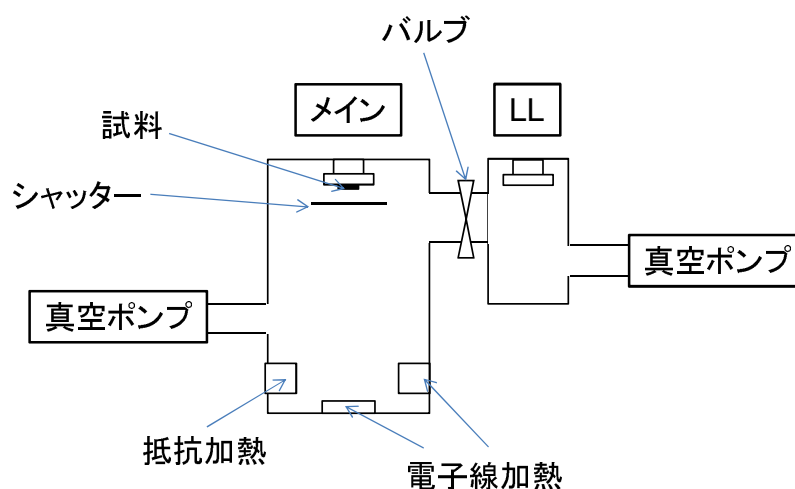 バルブ
メイン
LL
試料
シャッター
真空ポンプ
真空ポンプ
抵抗加熱
電子線加熱